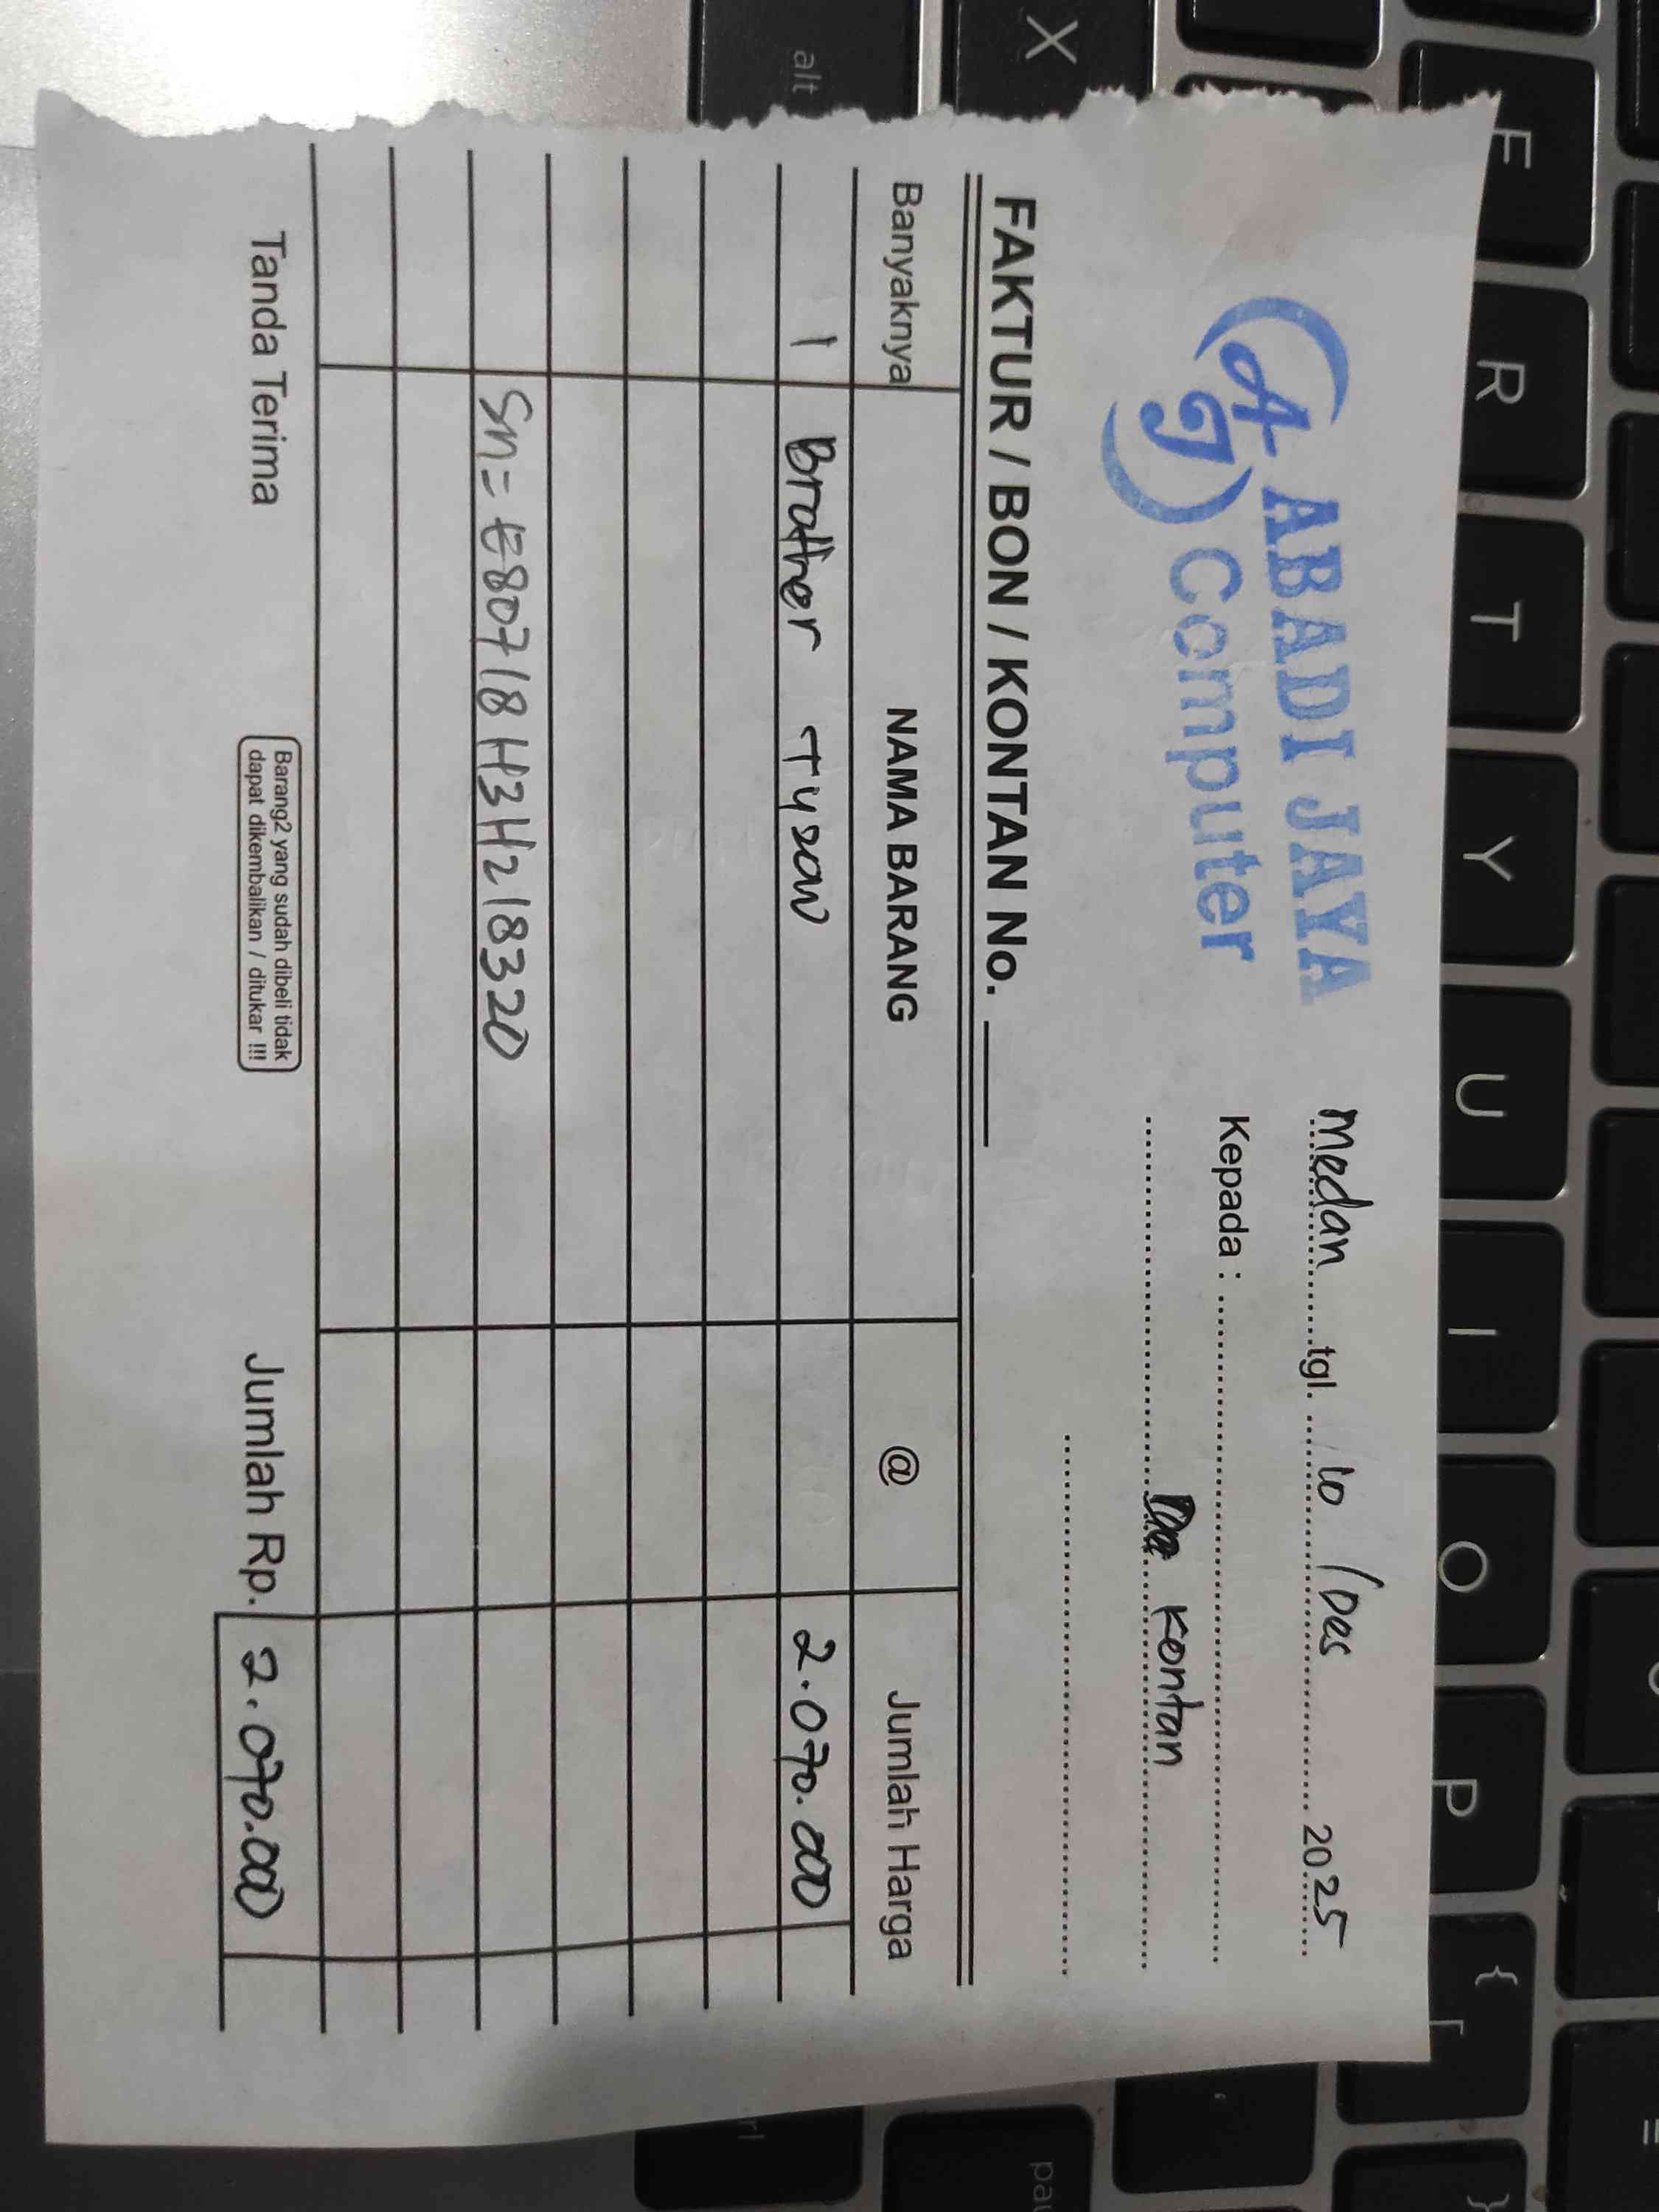 AJ ABADI JAYA
Computer
Medan tgl. 10 / Des 2025
Kepada :
Kontan
FAKTUR / BON / KONTAN No.
Banyaknya NAMA BARANG @ Jumlah Harga
1 Brother T420W 2.070.000
Sn = E80718H3H218320
Tanda Terima
Barang2 yang sudah dibeli tidak
dapat dikembalikan / ditukar !!!
Jumlah Rp. 2.070.000
X
alt
F
R
T
Y
U
I
O
P
{
[